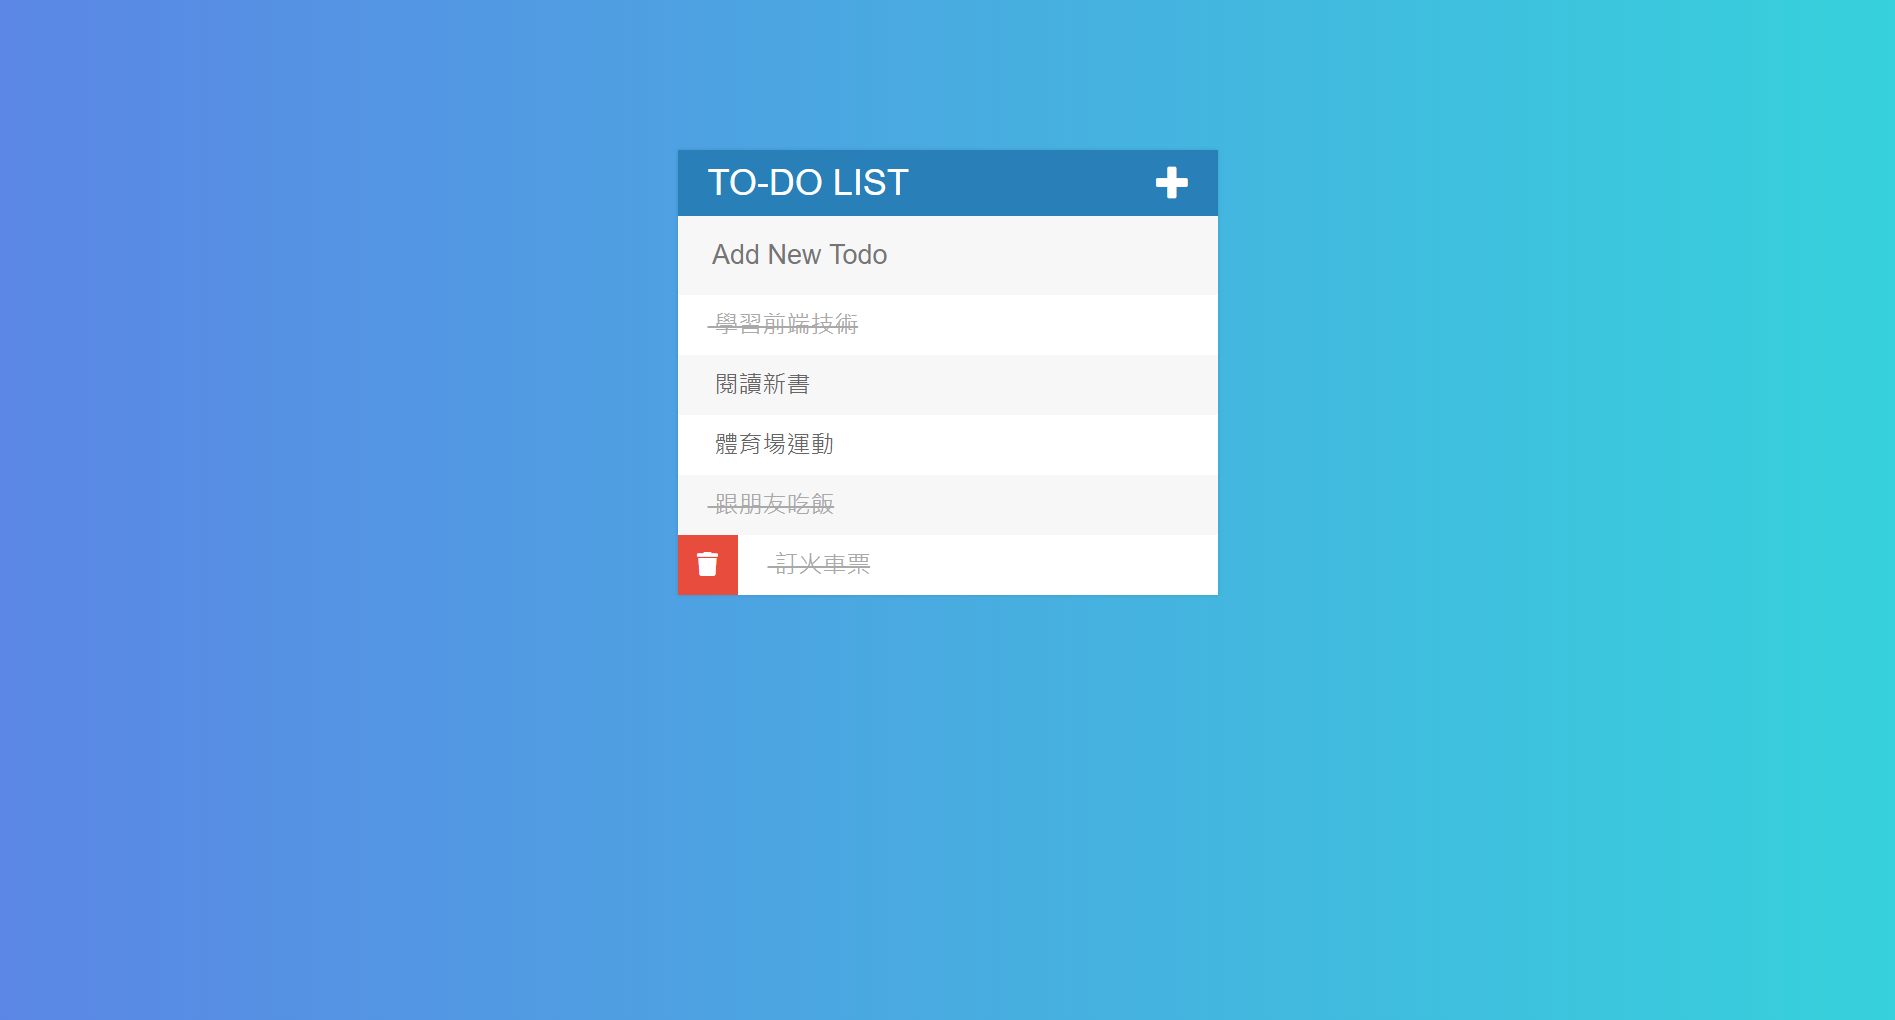 TO-DO LIST
Add New Todo
學習前端技術
閱讀新書
體育場運動
跟朋友吃飯
訂火車票